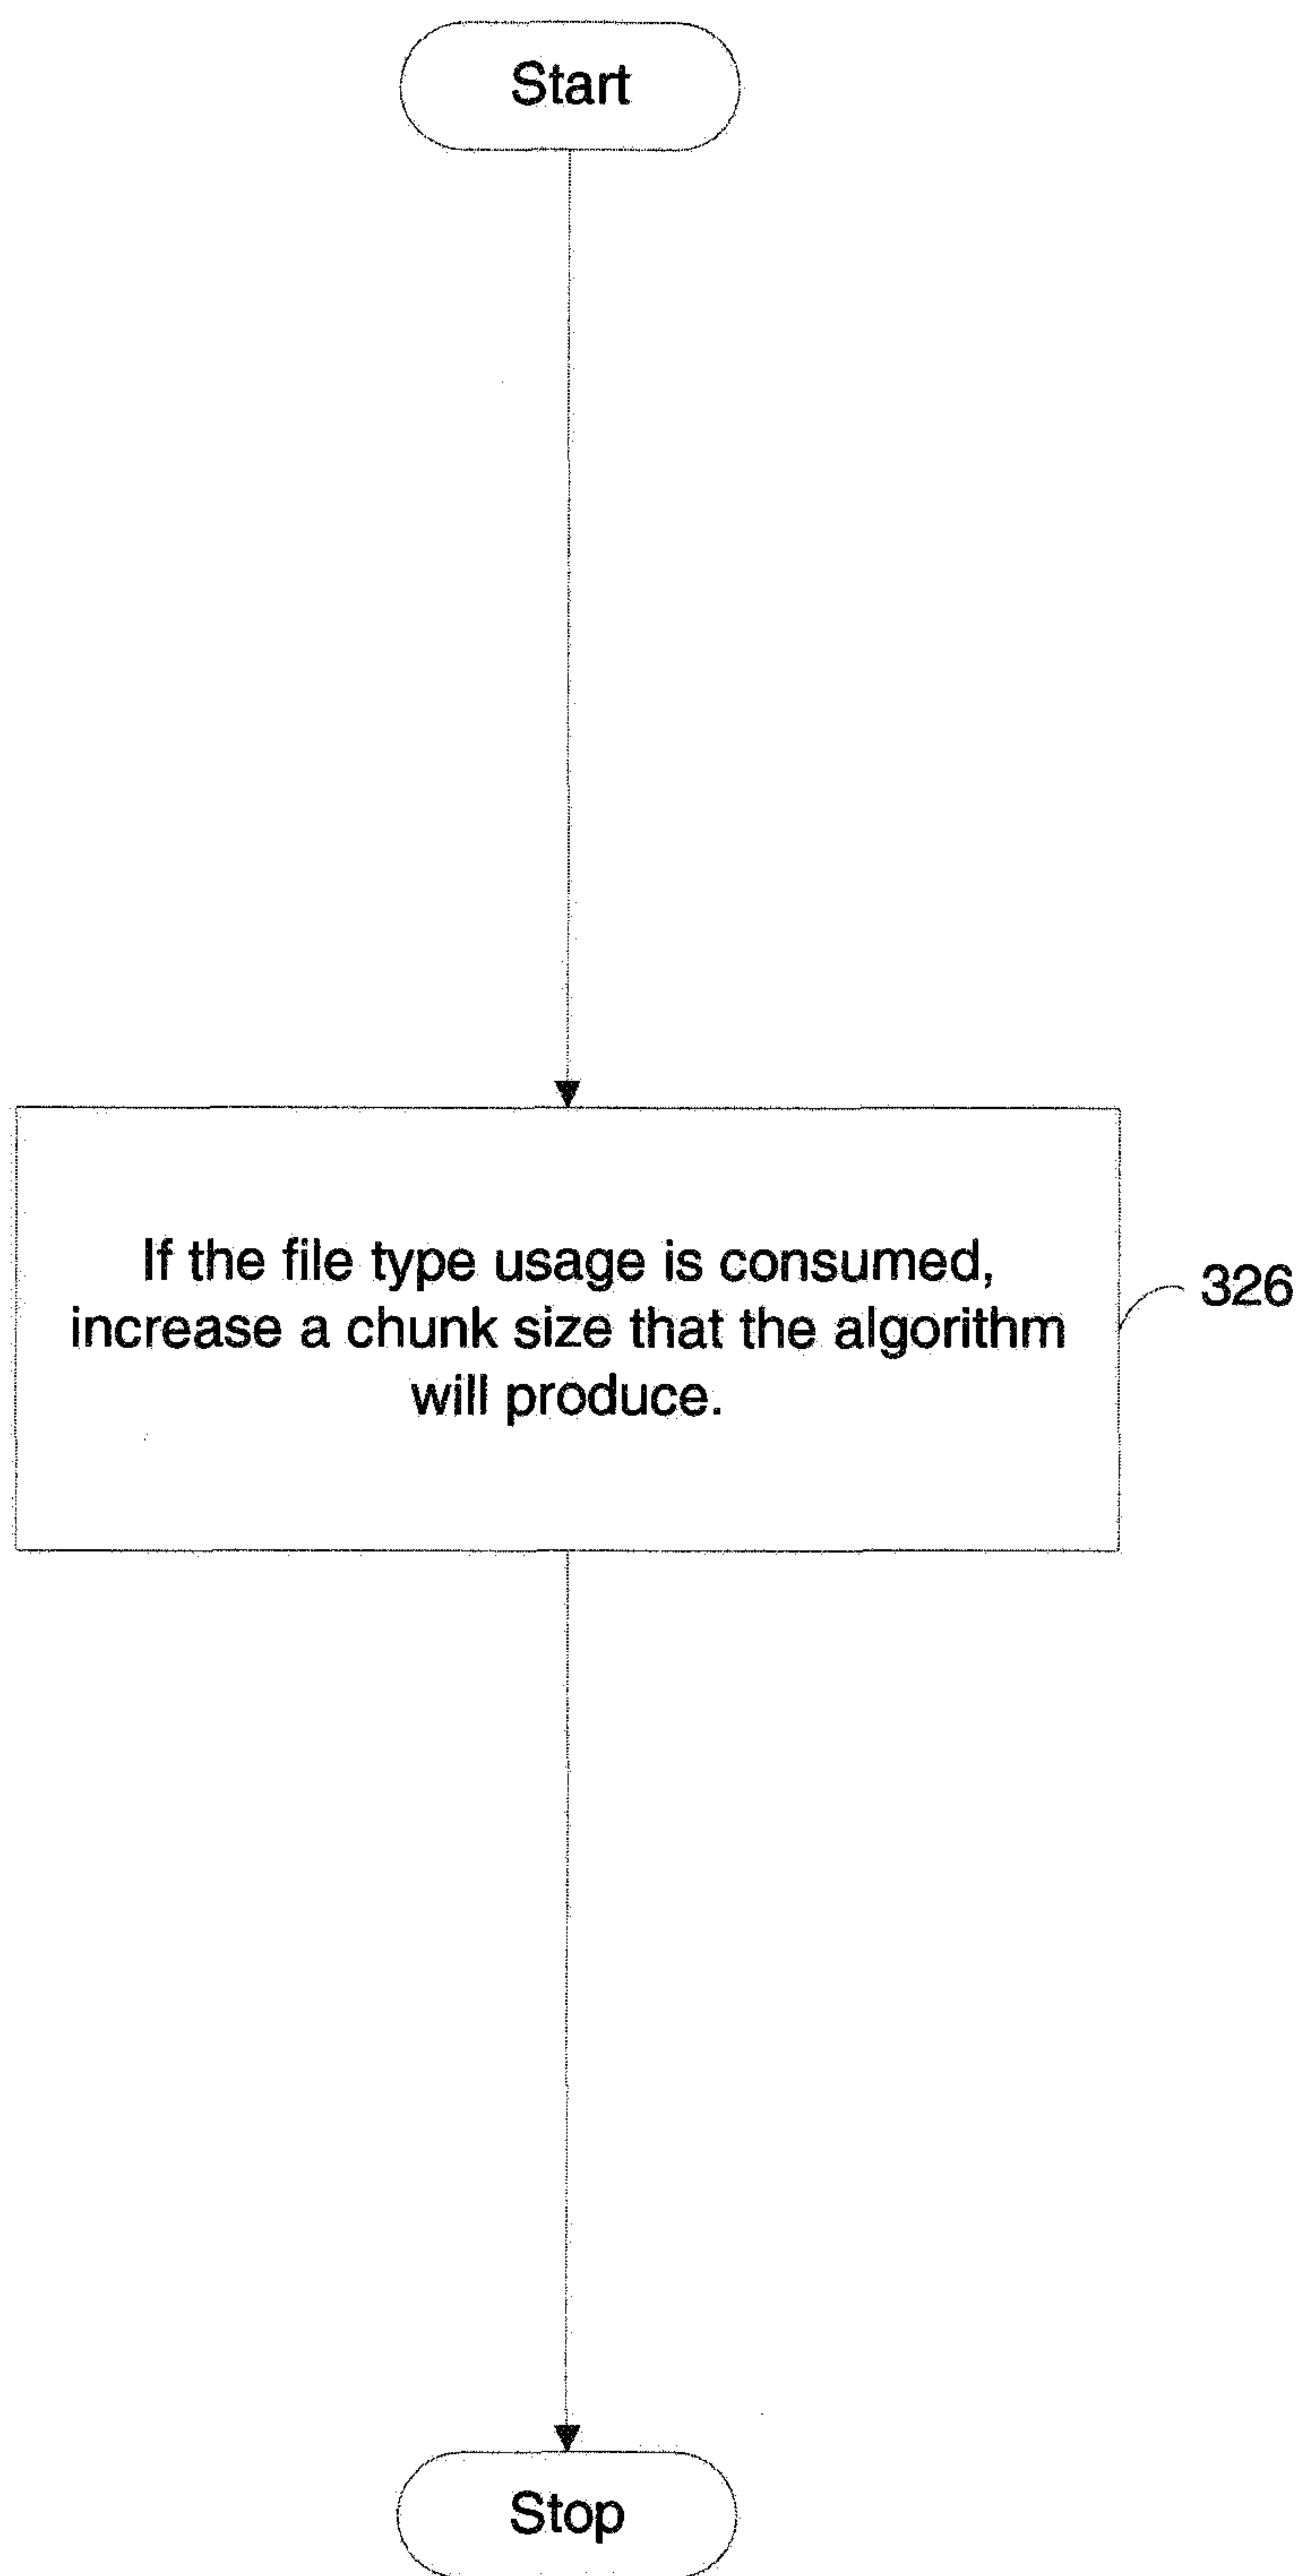 Start
If the file type usage is consumed,
increase a chunk size that the algorithm
will produce.
326
Stop